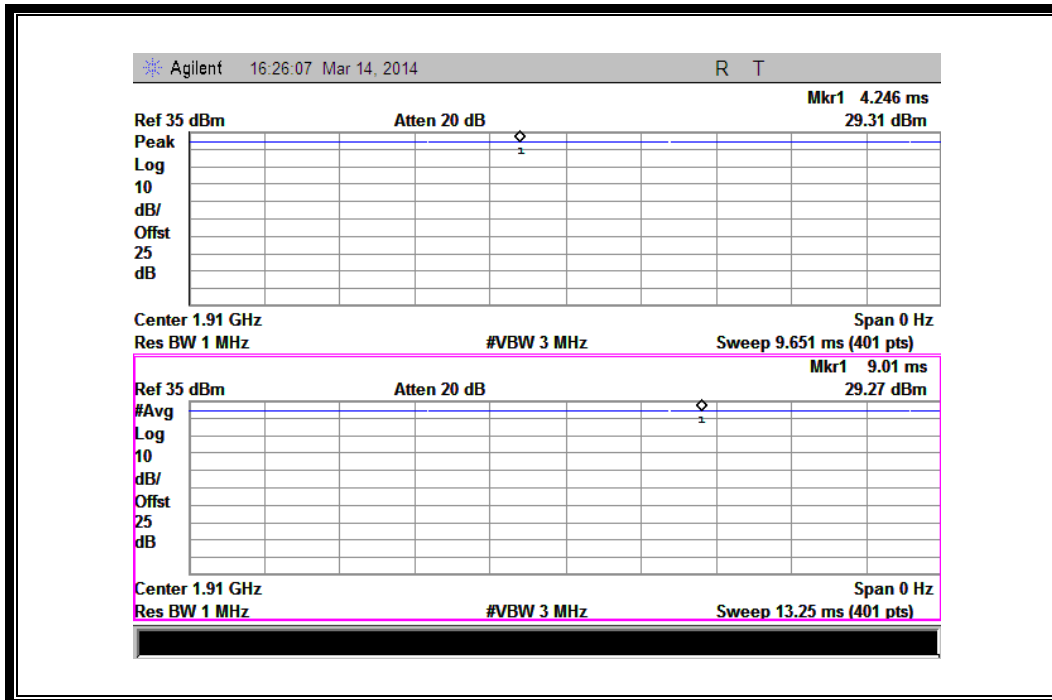 Agilent 16:26:07 Mar 14, 2014 R T
Mkr1 4.246 ms
Ref 35 dBm Atten 20 dB 29.31 dBm
Peak
1
Log
10
dB/
Offst
25
dB
Center 1.91 GHz Span 0 Hz
Res BW 1 MHz #VBW 3 MHz Sweep 9.651 ms (401 pts)
Mkr1 9.01 ms
Ref 35 dBm Atten 20 dB 29.27 dBm
#Avg
1
Log
10
dB/
Offst
25
dB
Center 1.91 GHz Span 0 Hz
Res BW 1 MHz #VBW 3 MHz Sweep 13.25 ms (401 pts)